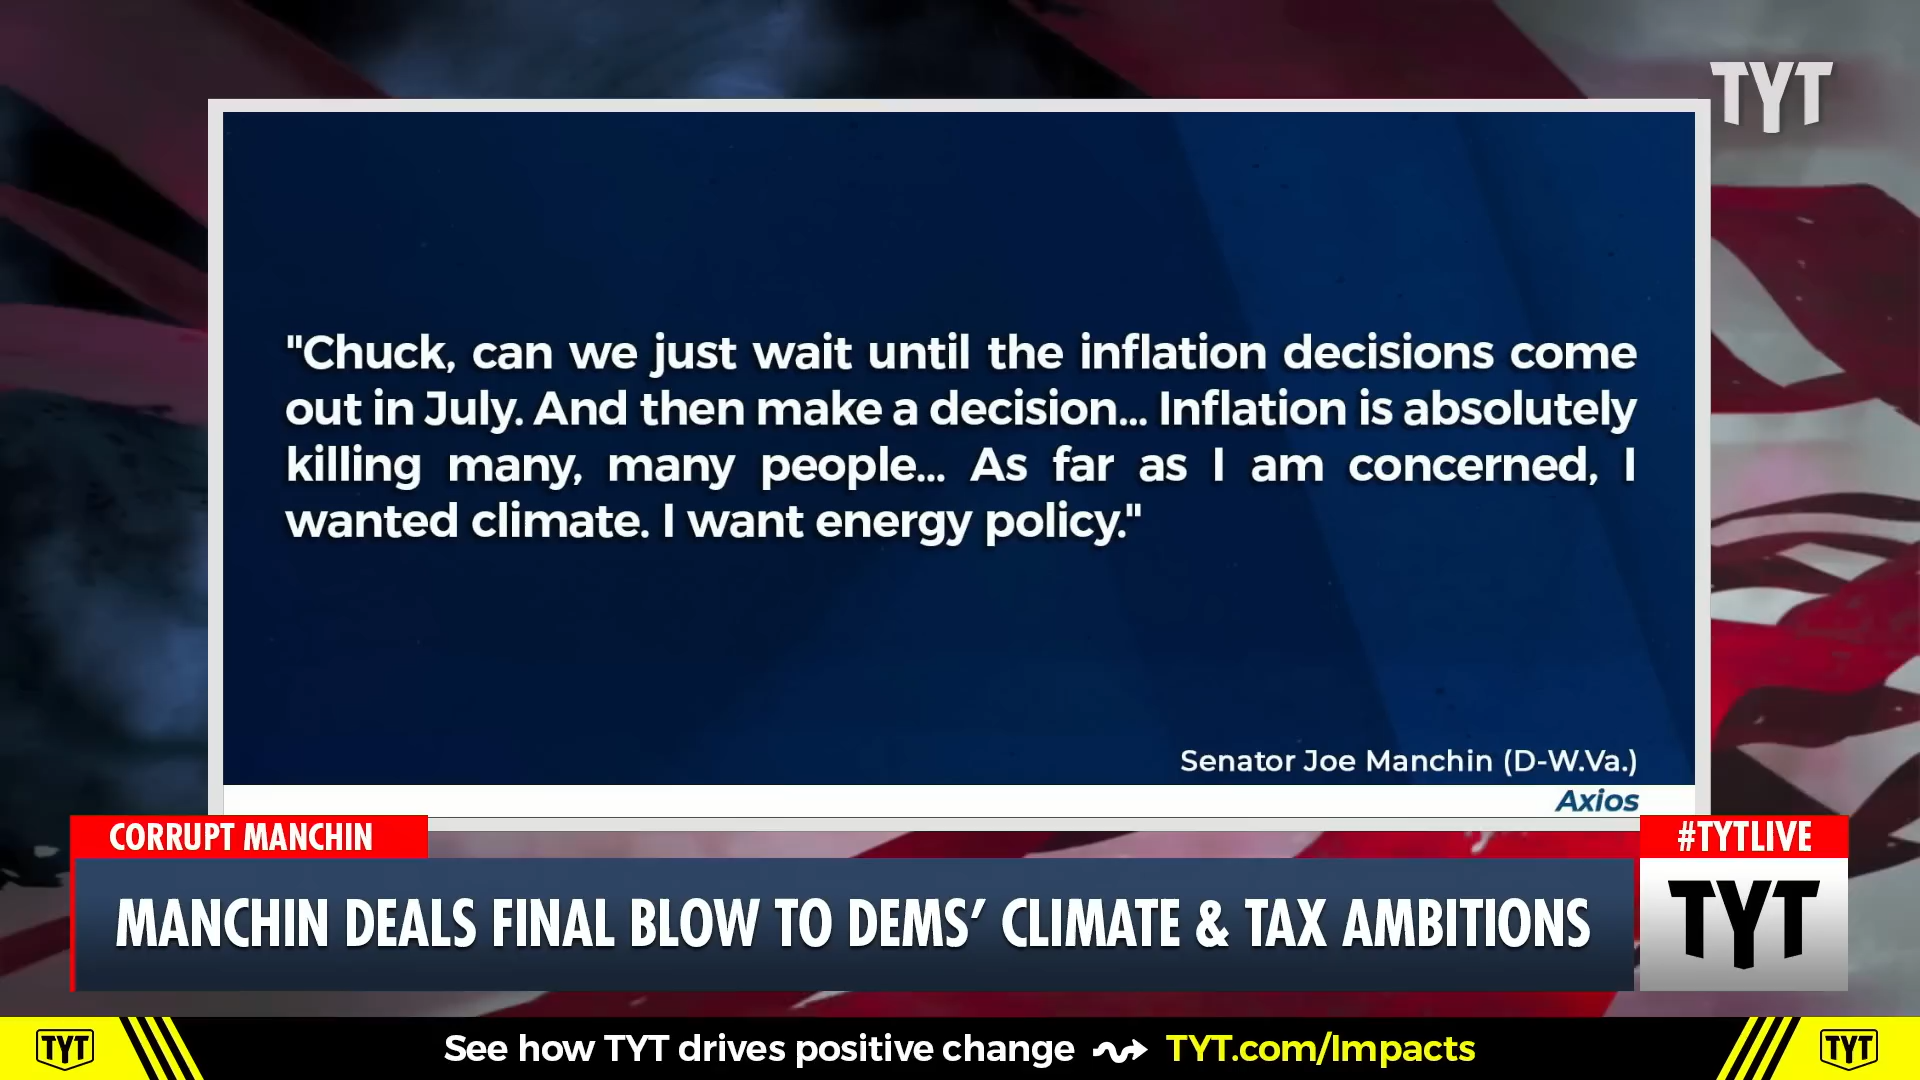 TYT
"Chuck, can we just wait until the inflation decisions come
out in July. And then make a decision... Inflation is absolutely
killing many, many people... As far as I am concerned, I
wanted climate. I want energy policy."
Senator Joe Manchin (D-W.Va.)
Axios
CORRUPT MANCHIN
#TYTLIVE
MANCHIN DEALS FINAL BLOW TO DEMS' CLIMATE & TAX AMBITIONS
TYT
TYT
See how TYT drives positive change
TYT.com/Impacts
TYT